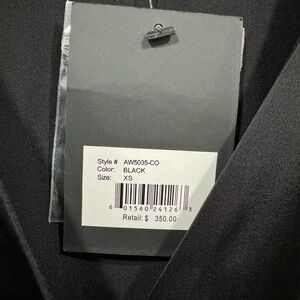 Style # AW5035-CO
Color: BLACK
Size: XS
6 01560 24126 3
Retail: $ 350.00